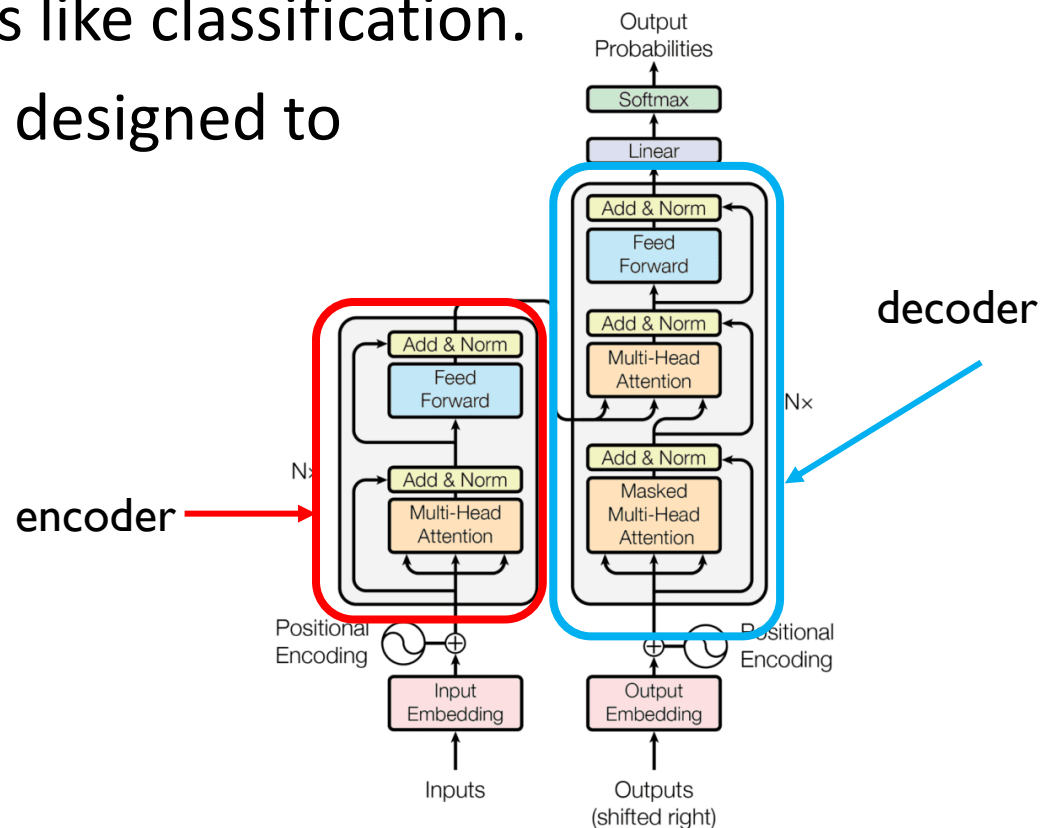 s like classification.
designed to
Output
Probabilities
Softmax
Linear
Add & Norm
Feed
Forward
Add & Norm
Multi-Head
Attention
Add & Norm
Masked
Multi-Head
Attention
N×
decoder
Add & Norm
Feed
Forward
Add & Norm
Multi-Head
Attention
N×
encoder
Positional
Encoding
Positional
Encoding
Input
Embedding
Output
Embedding
Inputs
Outputs
(shifted right)